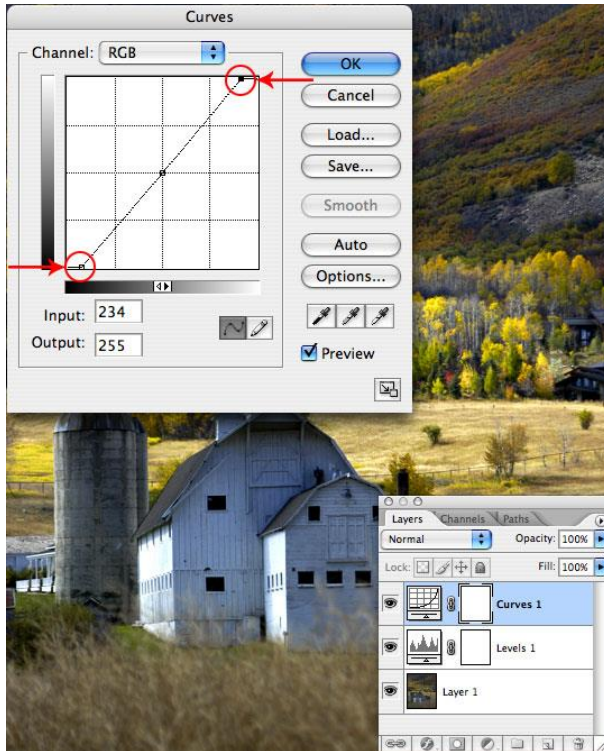 Curves
Channel: RGB
OK
Cancel
Load...
Save...
Smooth
Auto
Options...
Input: 234
Output: 255
Preview
Layers Channels Paths
Normal Opacity: 100%
Lock: Fill: 100%
Curves 1
Levels 1
Layer 1